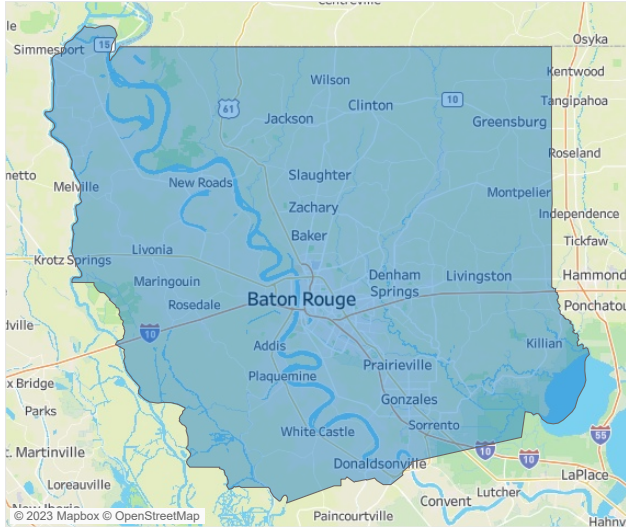 Centreville
Simmesport
15
Osyka
Wilson
Kentwood
61
Clinton
10
Tangipahoa
Jackson
Greensburg
Roseland
Slaughter
netto
Melville
New Roads
Montpelier
Zachary
Independence
Baker
Tickfaw
Krotz Springs
Livonia
Maringouin
Denham
Springs
Livingston
Hammond
Rosedale
Baton Rouge
Ponchatou
dville
10
Addis
Killian
Prairieville
x Bridge
Plaquemine
Parks
Gonzales
White Castle
Sorrento
55
t. Martinville
10
10
Donaldsonville
LaPlace
Loreauville
Lutcher
Convent
New Iberia
Paincourtville
Hahnv
© 2023 Mapbox © OpenStreetMap